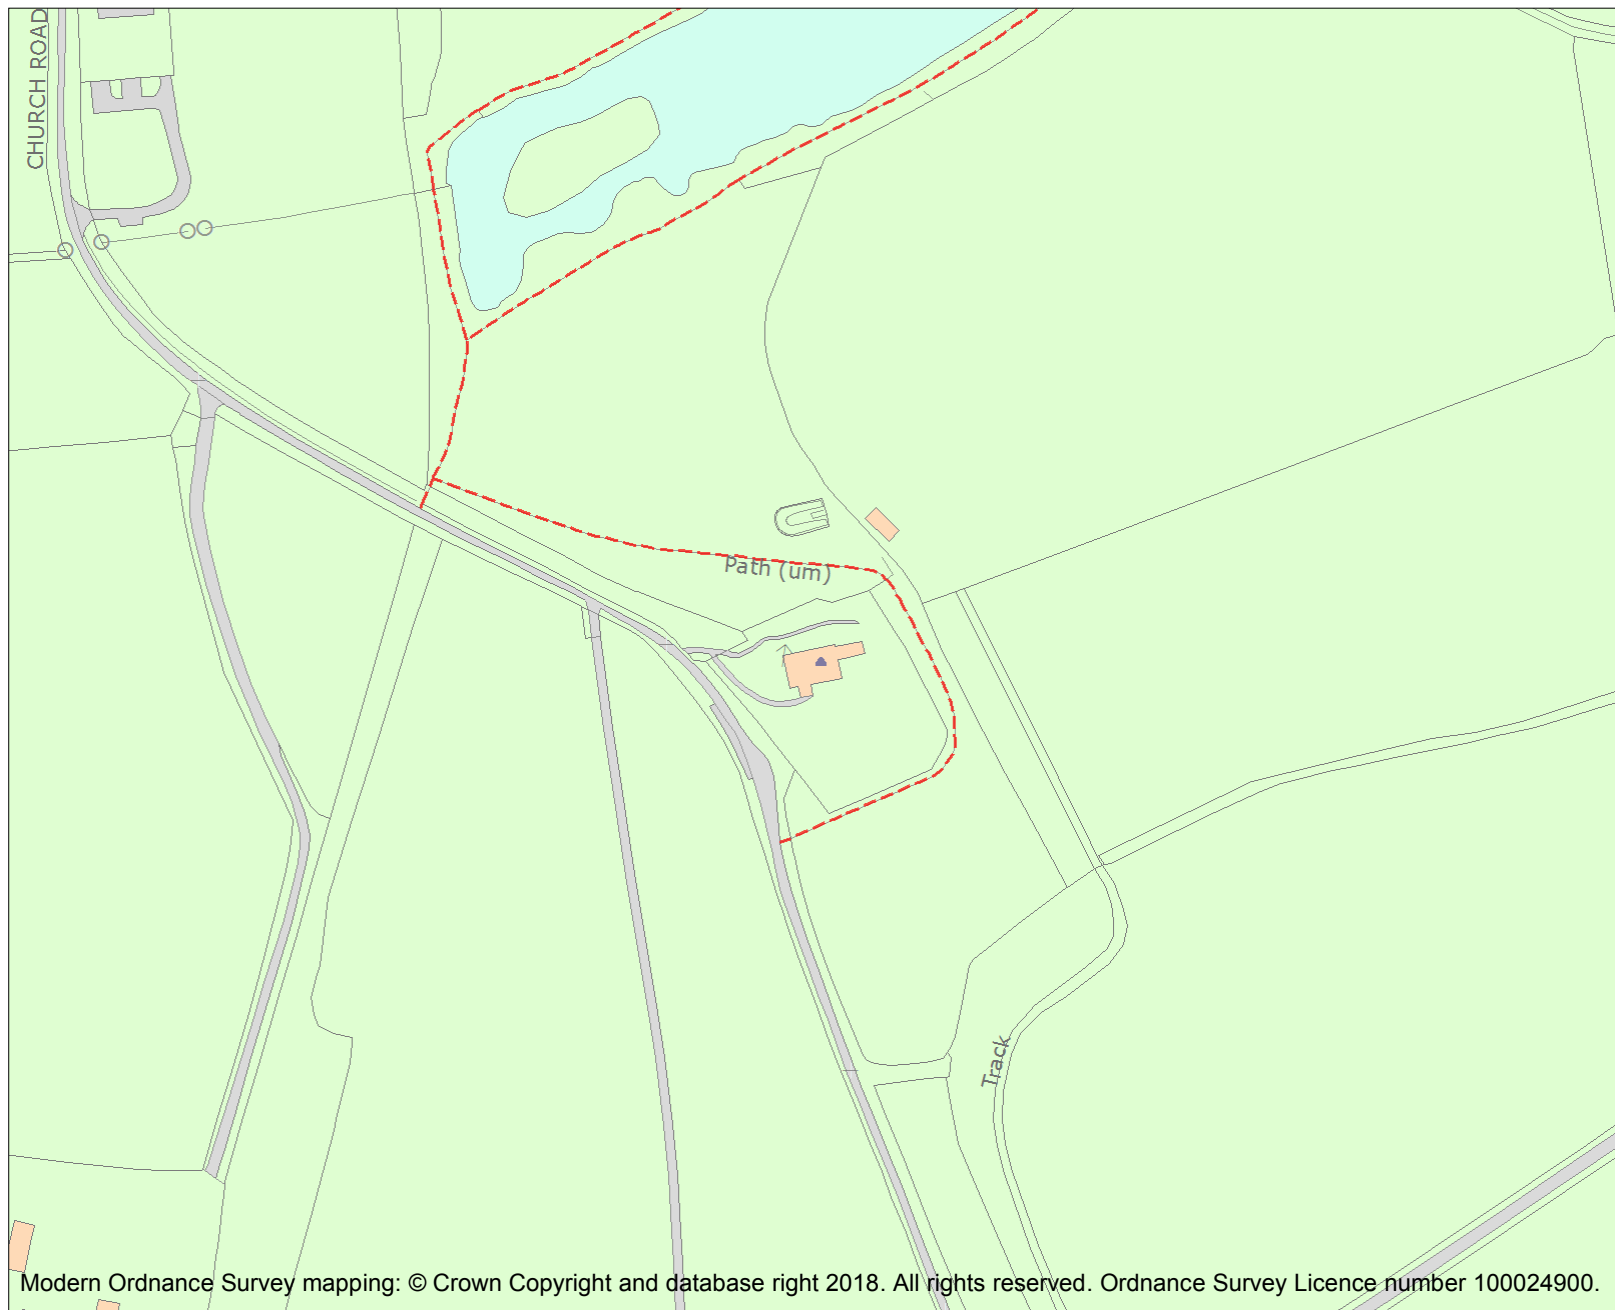 CHURCH ROAD
Path (um)
Track
Modern Ordnance Survey mapping: © Crown Copyright and database right 2018. All rights reserved. Ordnance Survey Licence number 100024900.